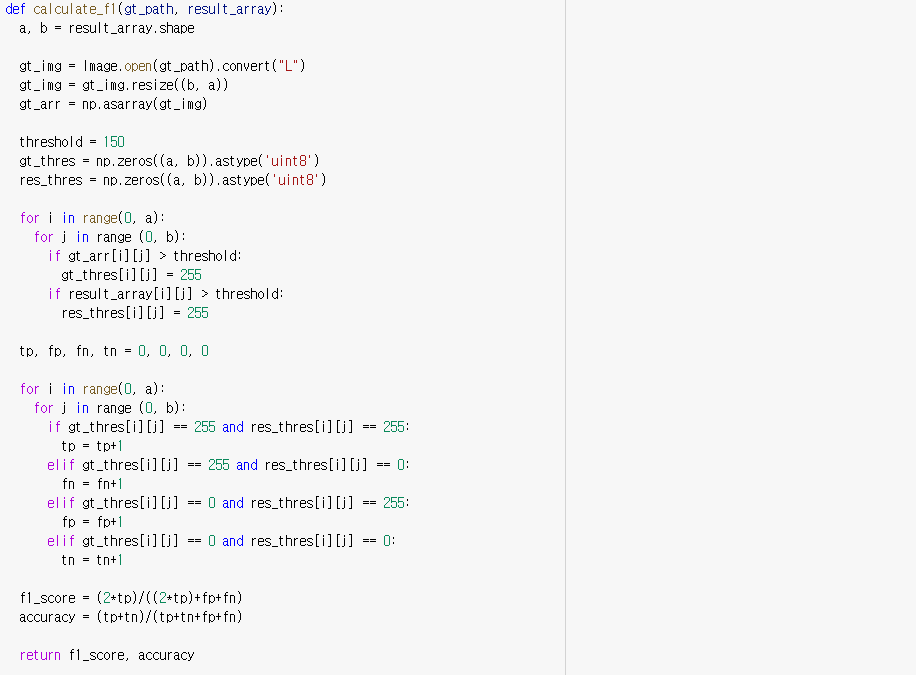 def calculate_f1(gt_path, result_array):
  a, b = result_array.shape

  gt_img = Image.open(gt_path).convert("L")
  gt_img = gt_img.resize((b, a))
  gt_arr = np.asarray(gt_img)

  threshold = 150
  gt_thres = np.zeros((a, b)).astype('uint8')
  res_thres = np.zeros((a, b)).astype('uint8')

  for i in range(0, a):
    for j in range (0, b):
      if gt_arr[i][j] > threshold:
        gt_thres[i][j] = 255
      if result_array[i][j] > threshold:
        res_thres[i][j] = 255

  tp, fp, fn, tn = 0, 0, 0, 0

  for i in range(0, a):
    for j in range (0, b):
      if gt_thres[i][j] == 255 and res_thres[i][j] == 255:
        tp = tp+1
      elif gt_thres[i][j] == 255 and res_thres[i][j] == 0:
        fn = fn+1
      elif gt_thres[i][j] == 0 and res_thres[i][j] == 255:
        fp = fp+1
      elif gt_thres[i][j] == 0 and res_thres[i][j] == 0:
        tn = tn+1

  f1_score = (2*tp)/((2*tp)+fp+fn)
  accuracy = (tp+tn)/(tp+tn+fp+fn)

  return f1_score, accuracy